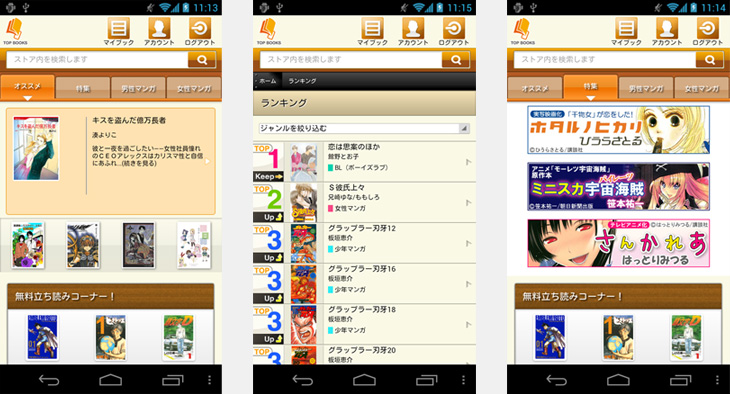 11:13
TOP BOOKS
マイブック
アカウント
ログアウト
ストア内を検索します
オススメ
特集
男性マンガ
女性マンガ
キスを盗んだ億万長者
湊よりこ
彼と一夜を過ごしたい――女性社員憧れ
のCEOアレックスはカリスマ性と自信
にあふれ...(続きを見る)
無料立ち読みコーナー！
11:15
TOP BOOKS
マイブック
アカウント
ログアウト
ストア内を検索します
ホーム
ランキング
ランキング
ジャンルを絞り込む
TOP
1
Keep
恋は思案のほか
館野とお子
BL（ボーイズラブ）
TOP
2
Up
S彼氏上々
兄崎ゆな/ももしろ
女性マンガ
TOP
3
Up
グラップラー刃牙12
板垣恵介
少年マンガ
TOP
3
Up
グラップラー刃牙16
板垣恵介
少年マンガ
TOP
3
Up
グラップラー刃牙18
板垣恵介
少年マンガ
TOP
3
グラップラー刃牙20
板垣恵介
11:14
TOP BOOKS
マイブック
アカウント
ログアウト
ストア内を検索します
オススメ
特集
男性マンガ
女性マンガ
実写映画化
「干物女」が恋をした!
ホタルノヒカリ
ひうらさとる
©ひうらさとる/講談社
アニメ「モーレツ宇宙海賊」
原作本
パイレーツ
ミニスカ宇宙海賊
笹本祐一
©笹本祐一/朝日新聞出版
テレビアニメ化
©はっとりみつる/講談社
さんかれあ
はっとりみつる
無料立ち読みコーナー！